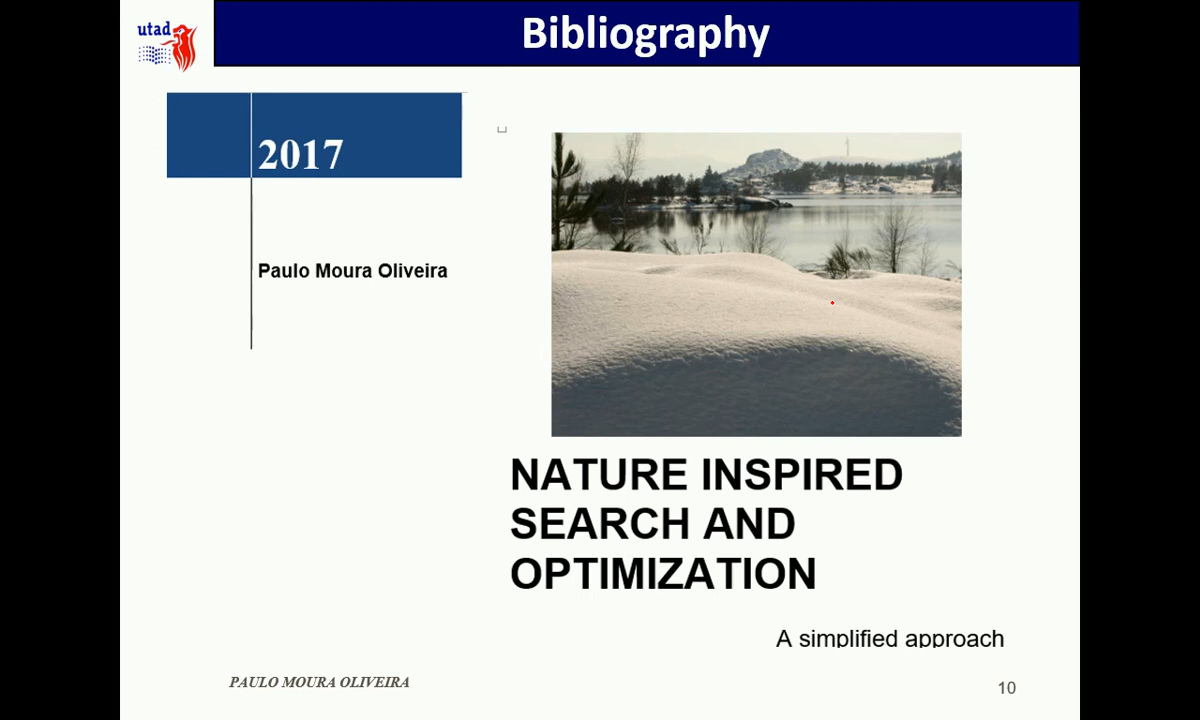 utad
Bibliography
2017
Paulo Moura Oliveira
NATURE INSPIRED
SEARCH AND
OPTIMIZATION
A simplified approach
PAULO MOURA OLIVEIRA
10